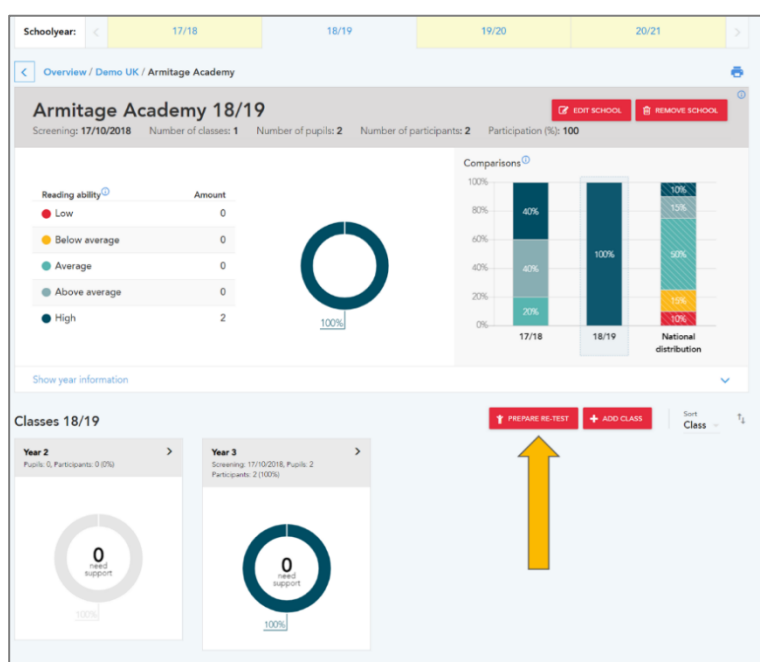 Schoolyear: < 17/18 18/19 19/20 20/21 >
< Overview / Demo UK / Armitage Academy
Armitage Academy 18/19
EDIT SCHOOL REMOVE SCHOOL
Screening: 17/10/2018 Number of classes: 1 Number of pupils: 2 Number of participants: 2 Participation (%): 100
Reading ability Amount
Low 0
Below average 0
Average 0
Above average 0
High 2
100%
Comparisons
100%
80%
60%
40%
20%
0%
40%
40%
20%
100%
10%
15%
50%
15%
10%
17/18 18/19 National
distribution
Show year information
Classes 18/19
PREPARE RE-TEST + ADD CLASS
Sort
Class
Year 2 >
Pupils: 0, Participants: 0 (0%)
0
need
support
100%
Year 3 >
Screening: 17/10/2018, Pupils: 2
Participants: 2 (100%)
0
need
support
100%